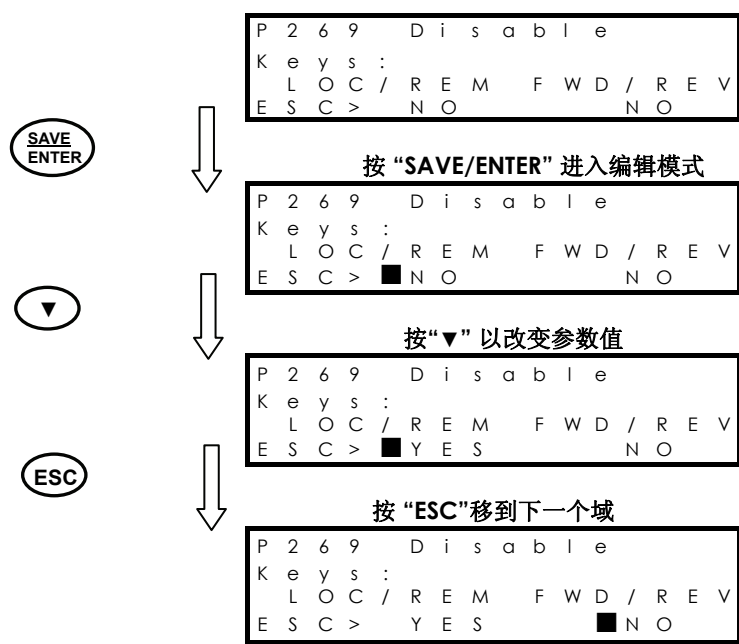 P269 Disable
Keys:
LOC/REM FWD/REV
ESC> NO NO
SAVE
ENTER
按 “SAVE/ENTER” 进入编辑模式
P269 Disable
Keys:
LOC/REM FWD/REV
ESC> ■NO NO
▼
按“▼” 以改变参数值
P269 Disable
Keys:
LOC/REM FWD/REV
ESC> ■YES NO
ESC
按 “ESC”移到下一个域
P269 Disable
Keys:
LOC/REM FWD/REV
ESC> YES ■NO